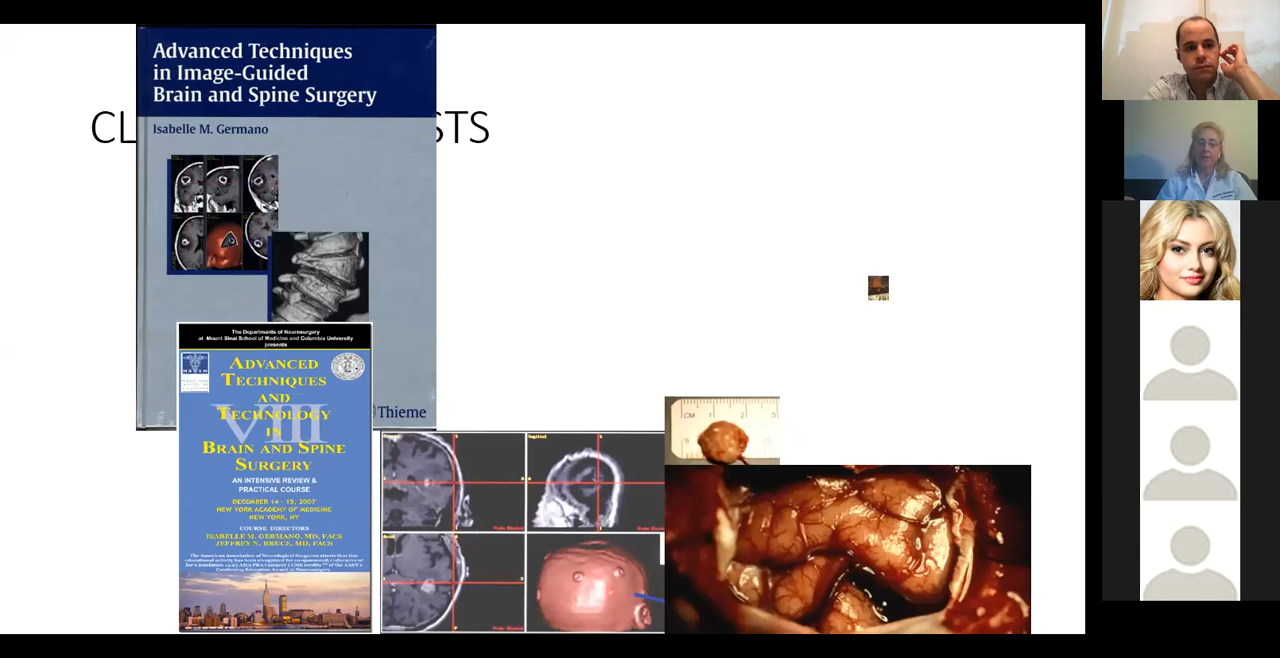 Advanced Techniques
in Image-Guided
Brain and Spine Surgery
CL
STS
Isabelle M. Germano
Thieme
The Departments of Neurosurgery
at Mount Sinai School of Medicine and Columbia University
presents
ADVANCED
TECHNIQUES
AND
TECHNOLOGY
VIII
IN
BRAIN AND SPINE
SURGERY
AN INTENSIVE REVIEW &
PRACTICAL COURSE
DECEMBER 14 - 15, 2007
NEW YORK ACADEMY OF MEDICINE
NEW YORK, NY
COURSE DIRECTORS
ISABELLE M. GERMANO, MD, FACS
JEFFREY N. BRUCE, MD, FACS
CM 1 2 3